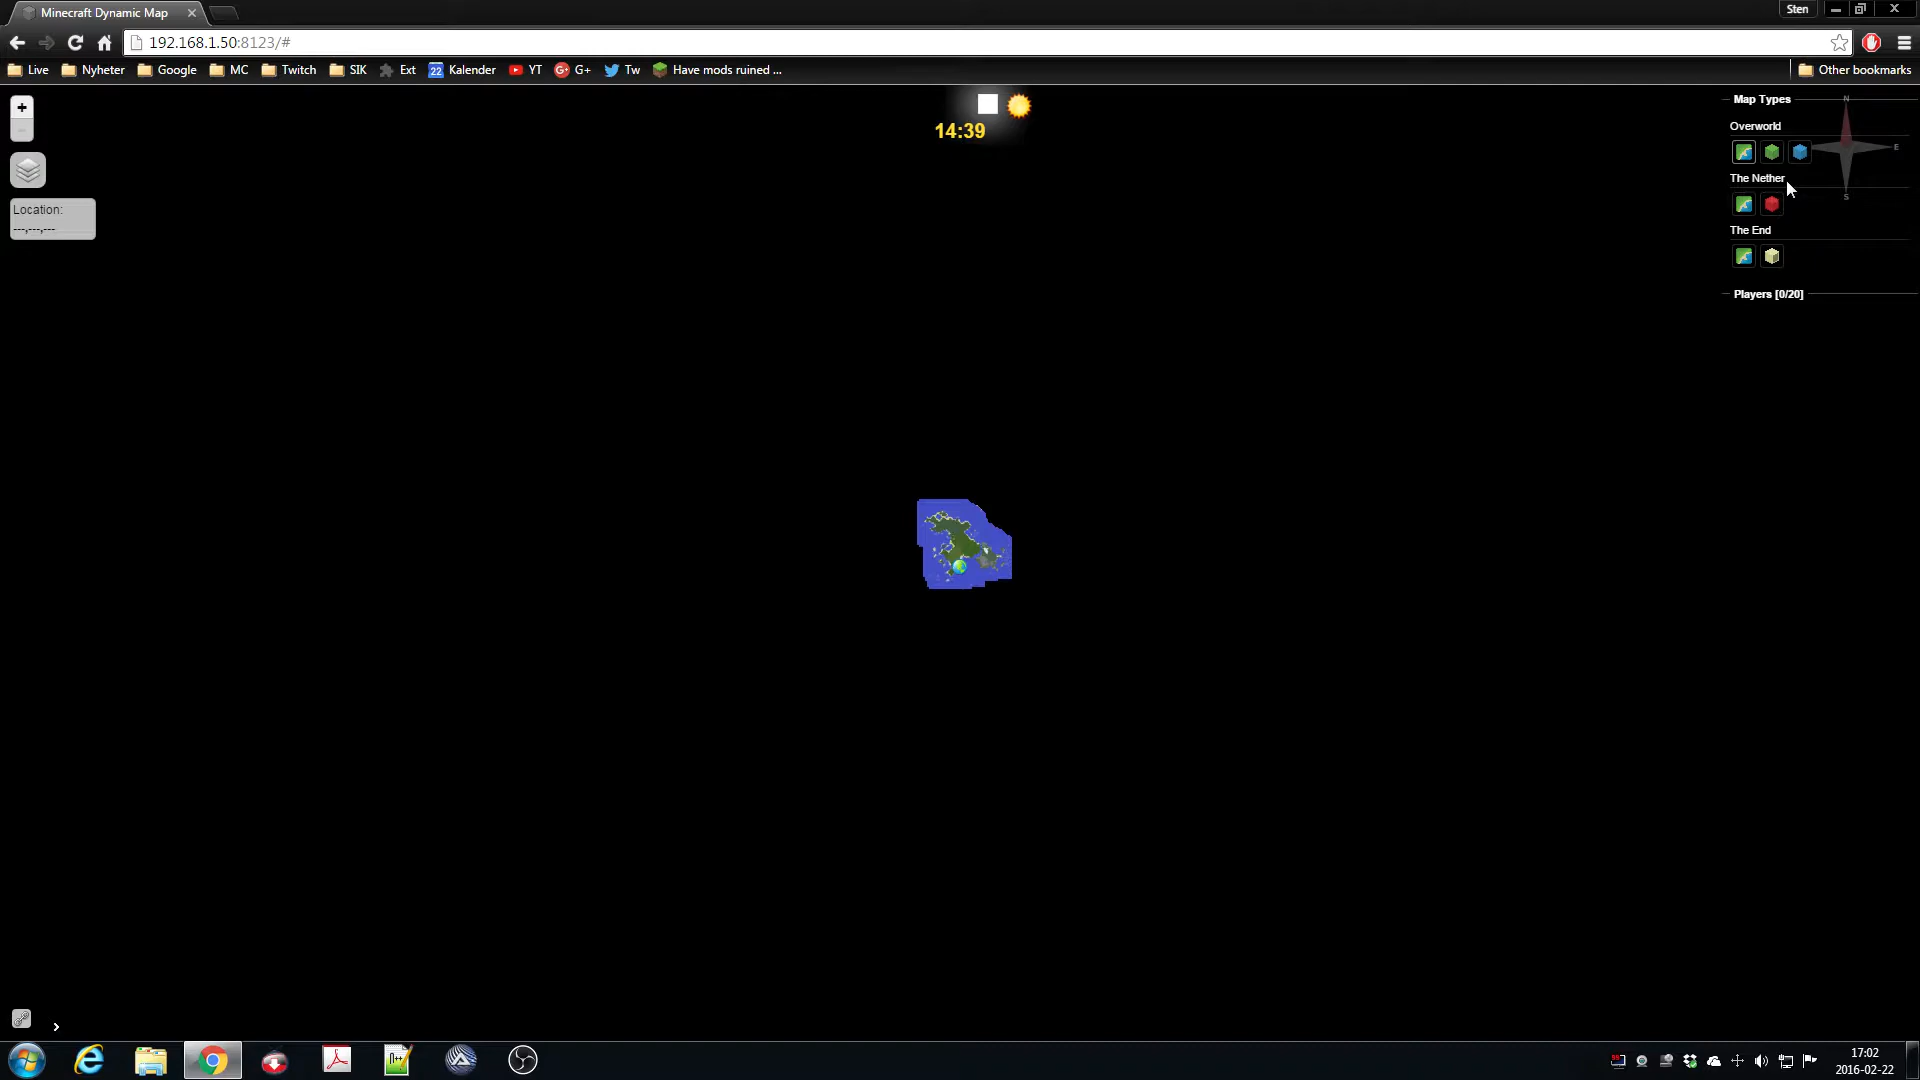 Minecraft Dynamic Map
Sten
192.168.1.50:8123/#
Live Nyheter Google MC Twitch SIK Ext 22 Kalender YT G+ G+ Tw Have mods ruined ... Other bookmarks
+
14:39
Location:
---,---,---
Map Types
Overworld
The Nether
The End
Players [0/20]
N
E
S
17:02
2016-02-22